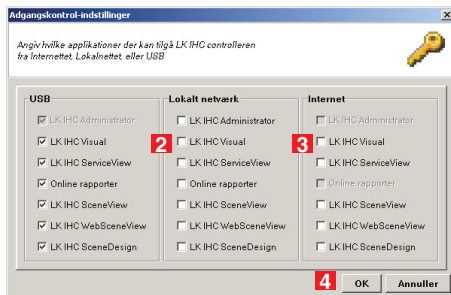 Adgangskontrol-indstillinger
Angiv hvilke applikationer der kan tilgå LK IHC controlleren
fra Internettet, Lokalnettet, eller USB
USB
LK IHC Administrator
LK IHC Visual
LK IHC ServiceView
Online rapporter
LK IHC SceneView
LK IHC WebSceneView
LK IHC SceneDesign
Lokalt netværk
LK IHC Administrator
2 LK IHC Visual
LK IHC ServiceView
Online rapporter
LK IHC SceneView
LK IHC WebSceneView
LK IHC SceneDesign
Internet
LK IHC Administrator
3 LK IHC Visual
LK IHC ServiceView
Online rapporter
LK IHC SceneView
LK IHC WebSceneView
LK IHC SceneDesign
4 OK Annuller